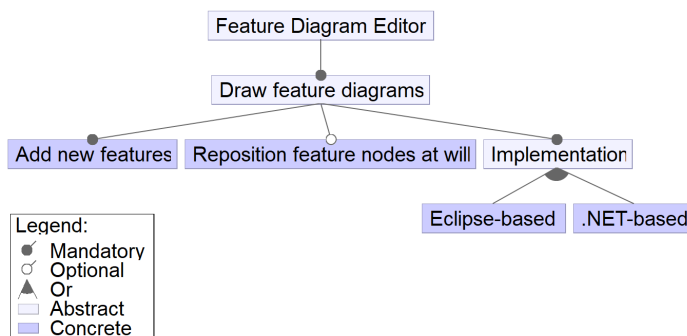 Feature Diagram Editor
Draw feature diagrams
Add new features
Reposition feature nodes at will
Implementation
Eclipse-based
.NET-based
Legend:
Mandatory
Optional
Or
Abstract
Concrete